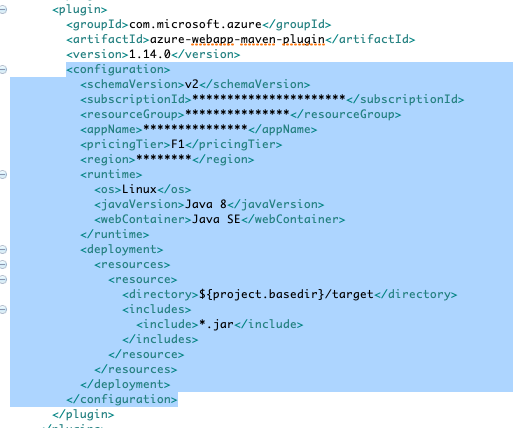 <plugin>
<groupId>com.microsoft.azure</groupId>
<artifactId>azure-webapp-maven-plugin</artifactId>
<version>1.14.0</version>
<configuration>
<schemaVersion>v2</schemaVersion>
<subscriptionId>**********************</subscriptionId>
<resourceGroup>***************</resourceGroup>
<appName>***************</appName>
<pricingTier>F1</pricingTier>
<region>********</region>
<runtime>
<os>Linux</os>
<javaVersion>Java 8</javaVersion>
<webContainer>Java SE</webContainer>
</runtime>
<deployment>
<resources>
<resource>
<directory>${project.basedir}/target</directory>
<includes>
<include>*.jar</include>
</includes>
</resource>
</resources>
</deployment>
</configuration>
</plugin>